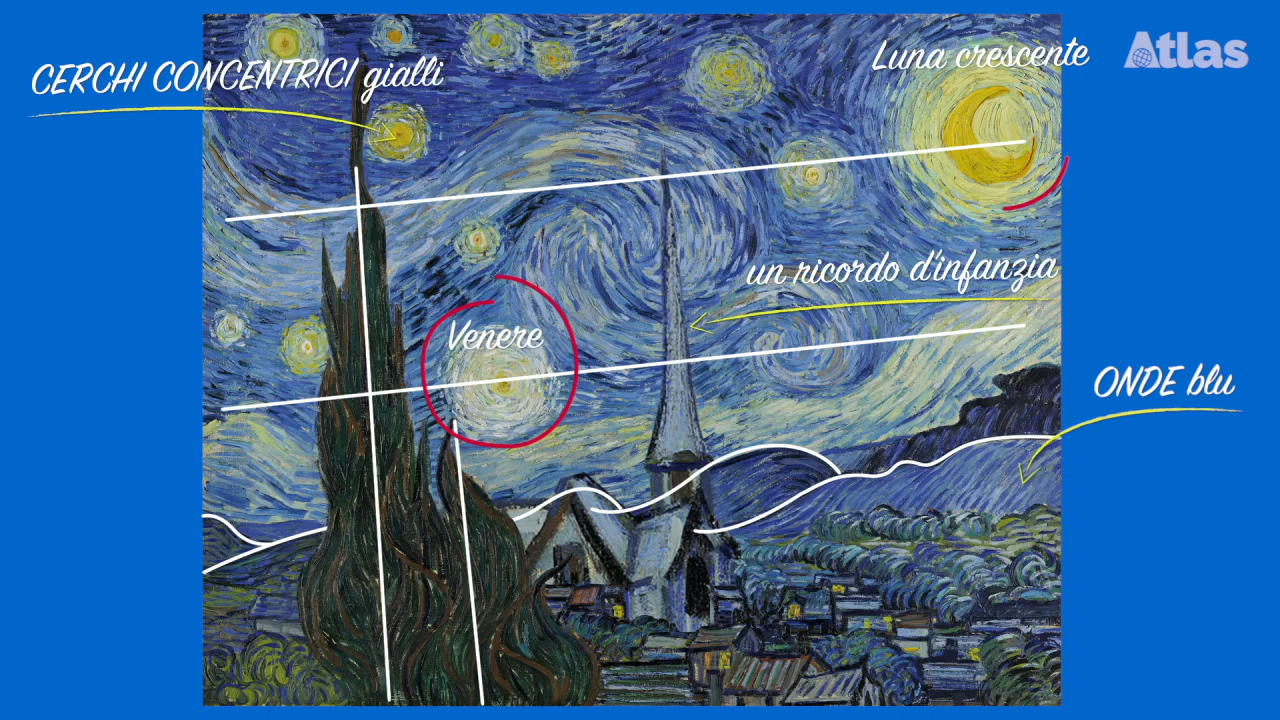 CERCHI CONCENTRICI gialli
Luna crescente
Atlas
un ricordo d'infanzia
Venere
ONDE blu